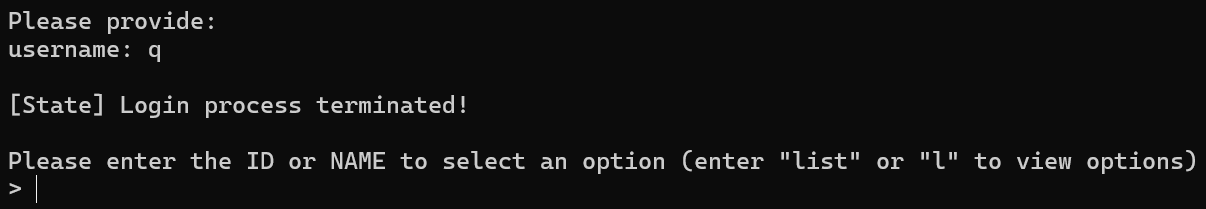 Please provide:
username: q
[State] Login process terminated!
Please enter the ID or NAME to select an option (enter "list" or "l" to view options)
>